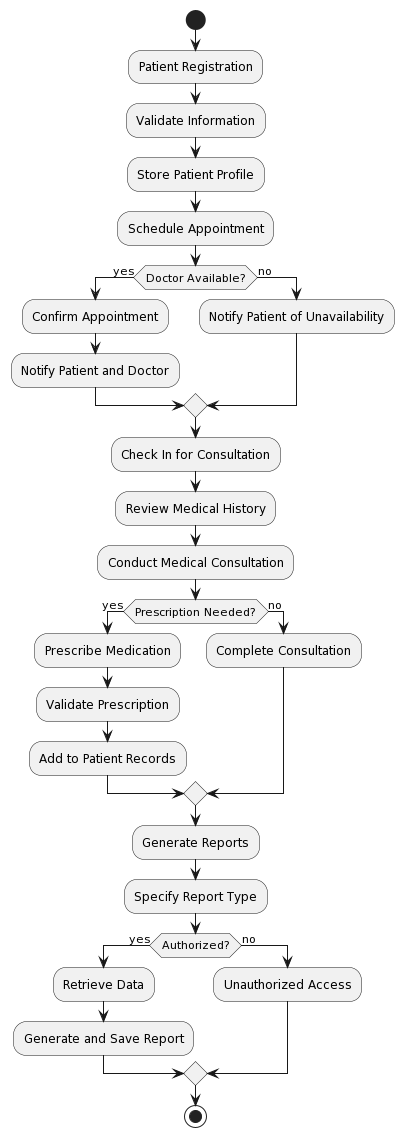 Patient Registration
Validate Information
Store Patient Profile
Schedule Appointment
yes
Doctor Available?
no
Confirm Appointment
Notify Patient of Unavailability
Notify Patient and Doctor
Check In for Consultation
Review Medical History
Conduct Medical Consultation
yes
Prescription Needed?
no
Prescribe Medication
Complete Consultation
Validate Prescription
Add to Patient Records
Generate Reports
Specify Report Type
yes
Authorized?
no
Retrieve Data
Unauthorized Access
Generate and Save Report